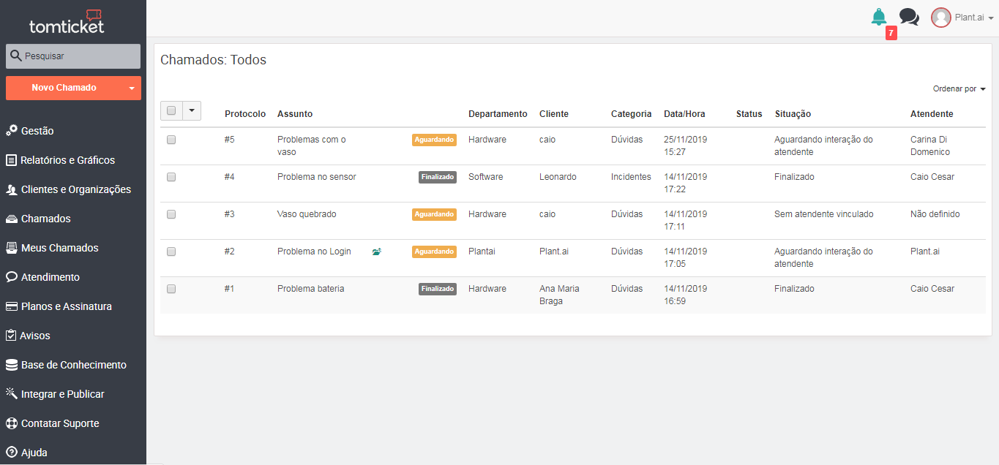 tomticket
7
Plant.ai
Pesquisar
Novo Chamado
Gestão
Relatórios e Gráficos
Clientes e Organizações
Chamados
Meus Chamados
Atendimento
Planos e Assinatura
Avisos
Base de Conhecimento
Integrar e Publicar
Contatar Suporte
Ajuda
Chamados: Todos
Ordenar por
Protocolo Assunto Departamento Cliente Categoria Data/Hora Status Situação Atendente
#5 Problemas com o Aguardando Hardware caio Dúvidas 25/11/2019 Aguardando interação do Carina Di
vaso 15:27 atendente Domenico
#4 Problema no sensor Finalizado Software Leonardo Incidentes 14/11/2019 Finalizado Caio Cesar
17:22
#3 Vaso quebrado Aguardando Hardware caio Dúvidas 14/11/2019 Sem atendente vinculado Não definido
17:11
#2 Problema no Login Aguardando Plantai Plant.ai Dúvidas 14/11/2019 Aguardando interação do Plant.ai
17:05 atendente
#1 Problema bateria Finalizado Hardware Ana Maria Dúvidas 14/11/2019 Finalizado Caio Cesar
Braga 16:59